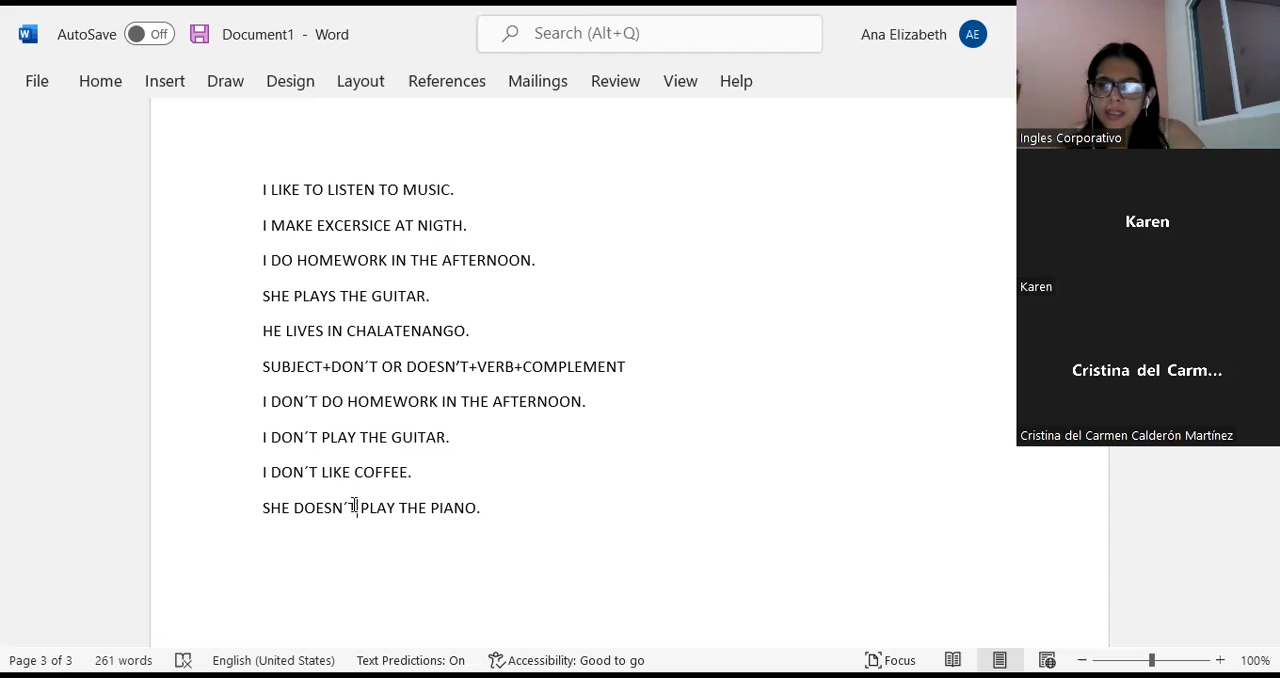 AutoSave Off Document1 - Word Search (Alt+Q) Ana Elizabeth AE
File Home Insert Draw Design Layout References Mailings Review View Help
I LIKE TO LISTEN TO MUSIC.
I MAKE EXCERSICE AT NIGTH.
I DO HOMEWORK IN THE AFTERNOON.
SHE PLAYS THE GUITAR.
HE LIVES IN CHALATENANGO.
SUBJECT+DON´T OR DOESN’T+VERB+COMPLEMENT
I DON´T DO HOMEWORK IN THE AFTERNOON.
I DON´T PLAY THE GUITAR.
I DON´T LIKE COFFEE.
SHE DOESN´T PLAY THE PIANO.
Ingles Corporativo
Karen
Karen
Cristina del Carm...
Cristina del Carmen Calderón Martínez
Page 3 of 3 261 words English (United States) Text Predictions: On Accessibility: Good to go Focus 100%